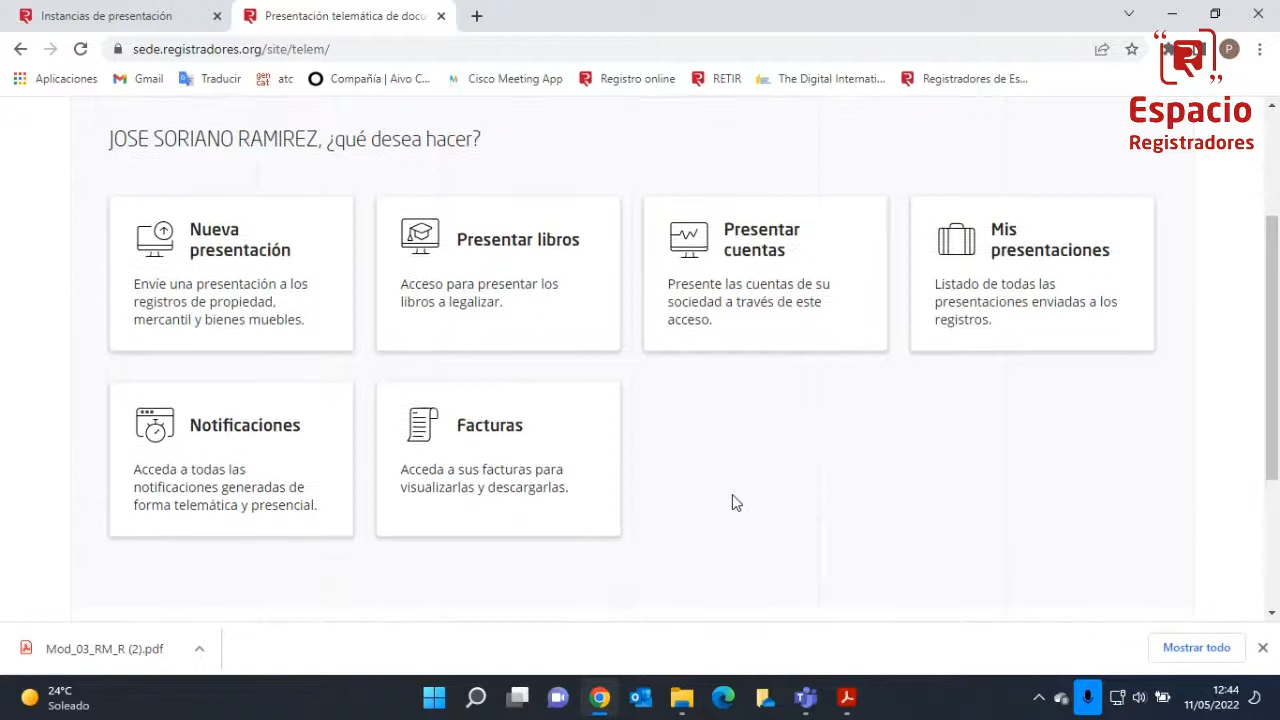 Instancias de presentación
Presentación telemática de docu
sede.registradores.org/site/telem/
P
Aplicaciones
Gmail
Traducir
gen cat
atc
Compañía | Aivo C...
Cisco Meeting App
Registro online
RETIR
The Digital Internati...
Registradores de Es...
Espacio
Registradores
JOSE SORIANO RAMIREZ, ¿qué desea hacer?
Nueva
presentación
Envíe una presentación a los
registros de propiedad,
mercantil y bienes muebles.
Presentar libros
Acceso para presentar los
libros a legalizar.
Presentar
cuentas
Presente las cuentas de su
sociedad a través de este
acceso.
Mis
presentaciones
Listado de todas las
presentaciones enviadas a los
registros.
Notificaciones
Acceda a todas las
notificaciones generadas de
forma telemática y presencial.
Facturas
Acceda a sus facturas para
visualizarlas y descargarlas.
Mod_03_RM_R (2).pdf
Mostrar todo
24°C
Soleado
12:44
11/05/2022